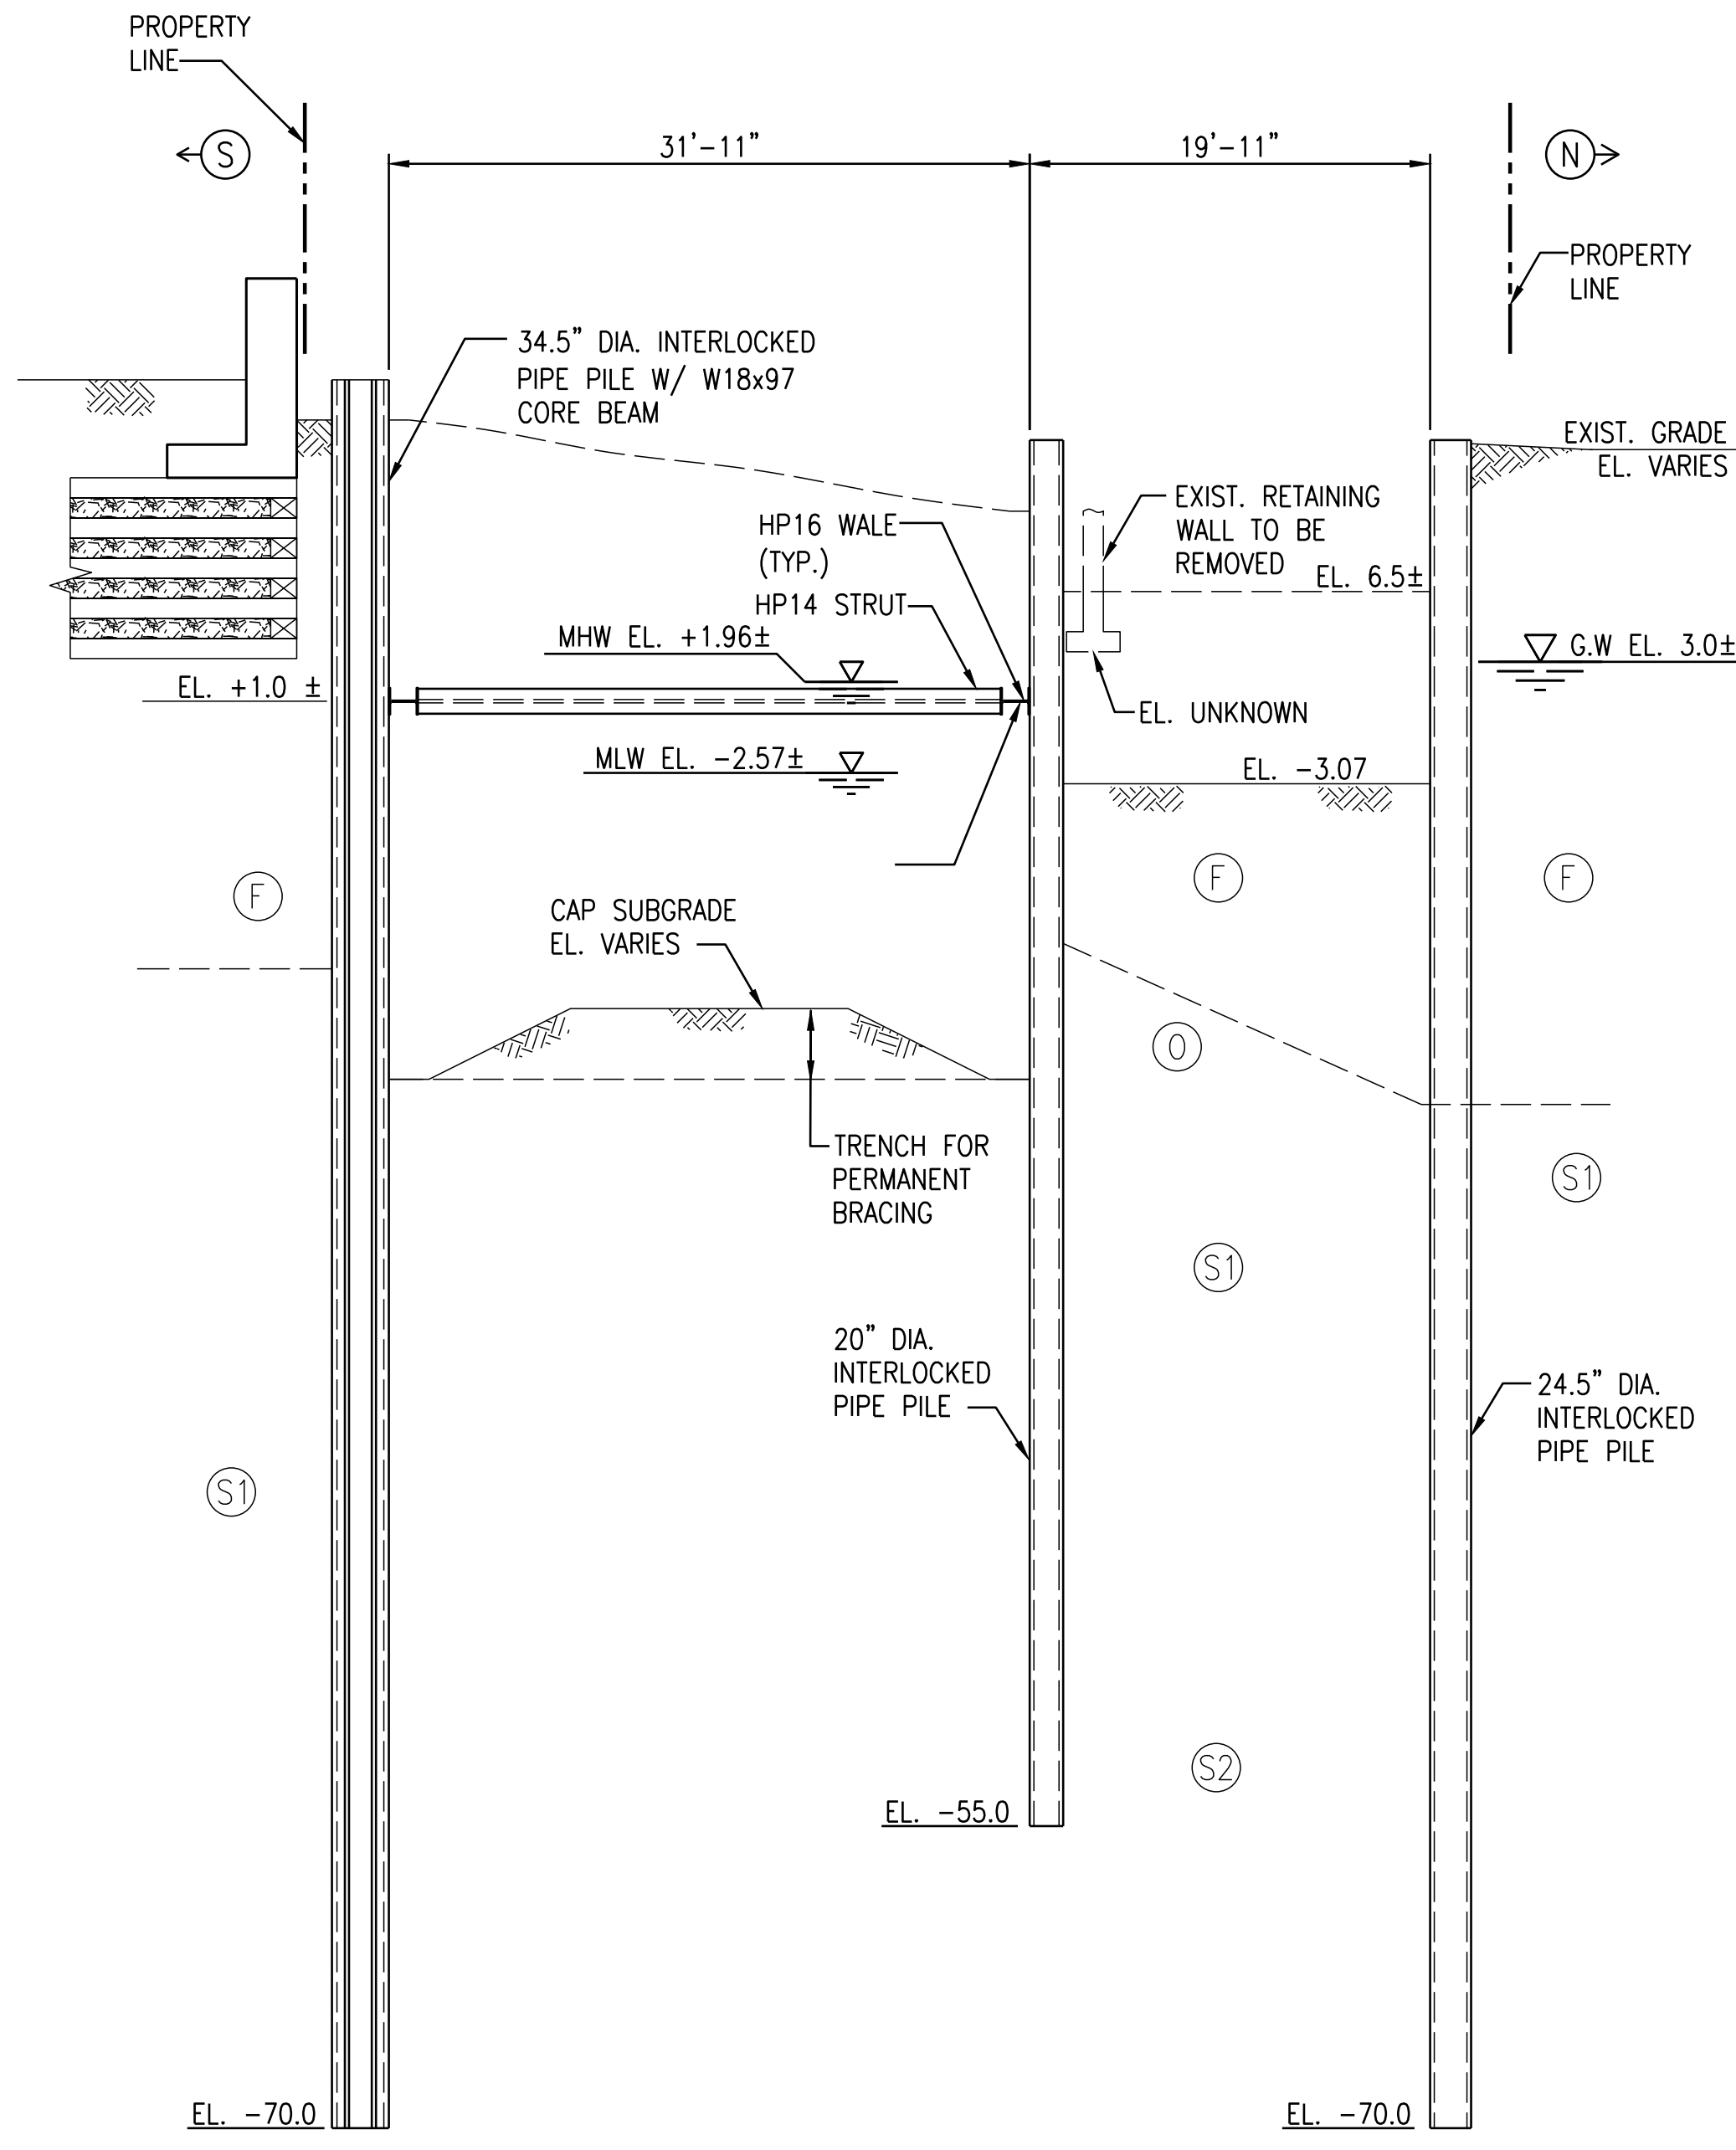 PROPERTY
LINE
S
31'-11"
19'-11"
N
PROPERTY
LINE
34.5" DIA. INTERLOCKED
PIPE PILE W/ W18x97
CORE BEAM
EXIST. GRADE
EL. VARIES
HP16 WALE
(TYP.)
HP14 STRUT
EXIST. RETAINING
WALL TO BE
REMOVED
EL. 6.5±
MHW EL. +1.96±
G.W EL. 3.0±
EL. +1.0 ±
EL. UNKNOWN
MLW EL. -2.57±
EL. -3.07
F
F
F
CAP SUBGRADE
EL. VARIES
O
TRENCH FOR
PERMANENT
BRACING
S1
S1
20" DIA.
INTERLOCKED
PIPE PILE
24.5" DIA.
INTERLOCKED
PIPE PILE
S1
S2
EL. -55.0
EL. -70.0
EL. -70.0